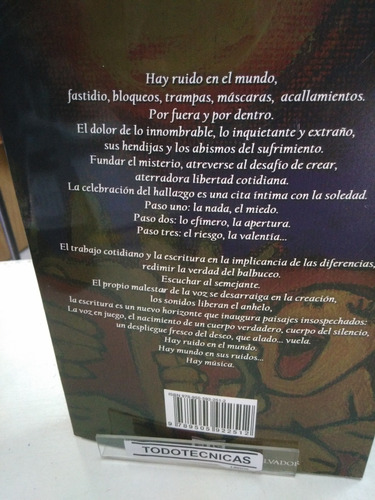 Hay ruido en el mundo,
fastidio, bloqueos, trampas, máscaras, acallamientos.
Por fuera y por dentro.
El dolor de lo innombrable, lo inquietante y extraño,
sus hendijas y los abismos del sufrimiento.
Fundar el misterio, atreverse al desafío de crear,
aterradora libertad cotidiana.
La celebración del hallazgo es una cita íntima con la soledad.
Paso uno: la nada, el miedo.
Paso dos: lo efímero, la apertura.
Paso tres: el riesgo, la valentía...
El trabajo cotidiano y la escritura en la implicancia de las diferencias,
redimir la verdad del balbuceo.
Escuchar al semejante.
El propio malestar de la voz se desarraiga en la creación,
los sonidos liberan el anhelo,
la escritura es un nuevo horizonte que inaugura paisajes insospechados:
La voz en juego, el nacimiento de un cuerpo verdadero, cuerpo del silencio,
un despliegue fresco del deseo, que alado... vuela.
Hay ruido en el mundo.
Hay mundo en sus ruidos...
Hay música.
9 789505 922512
TODOTECNICAS
LVADOR